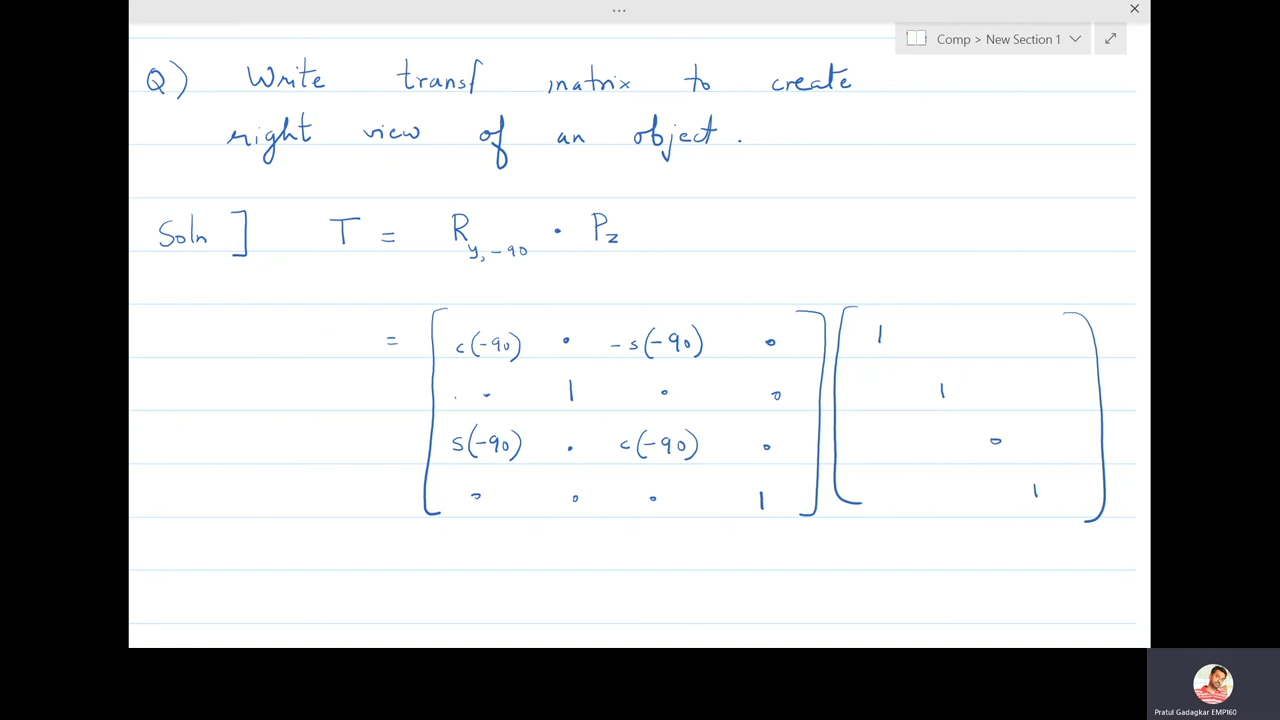 ...
Comp > New Section 1
Q) Write transf matrix to create
right view of an object.
Soln ] T = R y, -90 · Pz
= [ c(-90) 0 -s(-90) 0 ] [ 1
0 1 0 0 1
s(-90) 0 c(-90) 0 0
0 0 0 1 ] 1 ]
Pratul Gadagkar EMP160